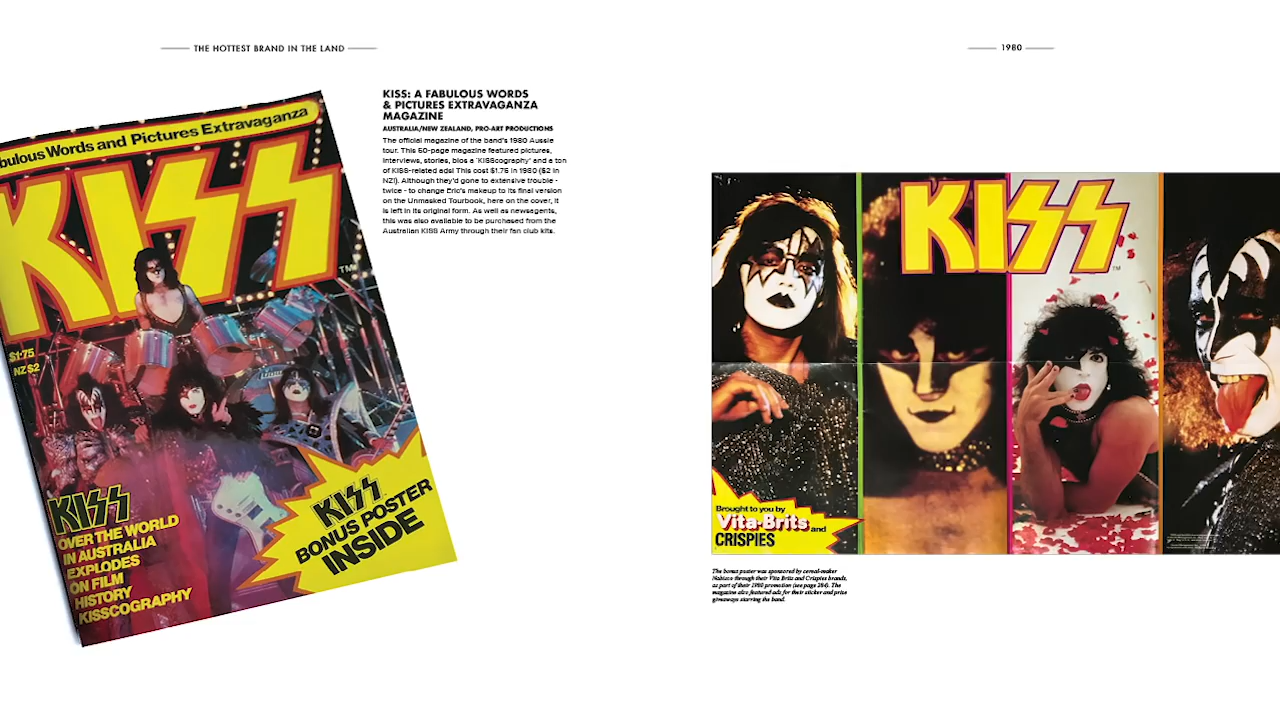 THE HOTTEST BRAND IN THE LAND
bulous Words and Pictures Extravaganza
KISS
TM
$1·75
NZ $2
KISS
OVER THE WORLD
IN AUSTRALIA
EXPLODES
ON FILM
HISTORY
KISSCOGRAPHY
KISS
BONUS POSTER
INSIDE
KISS: A FABULOUS WORDS
& PICTURES EXTRAVAGANZA
MAGAZINE
AUSTRALIA/NEW ZEALAND, PRO-ART PRODUCTIONS
The official magazine of the band's 1980 Aussie
tour. This 50-page magazine featured pictures,
interviews, stories, bios a 'KISScography' and a ton
of KISS-related ads! This cost $1.75 in 1980 ($2 in
NZ!). Although they'd gone to extensive trouble -
twice - to change Eric's makeup to its final version
on the Unmasked Tourbook, here on the cover, it
is left in its original form. As well as newsagents,
this was also available to be purchased from the
Australian KISS Army through their fan club kits.
1980
KISS
TM
Brought to you by
Vita-Brits and
CRISPIES
The bonus poster was sponsored by cereal-maker
Nabisco through their Vita Brits and Crispies brands,
as part of their 1980 promotion (see page 284). The
magazine also featured ads for their sticker and prize
giveaways starring the band.